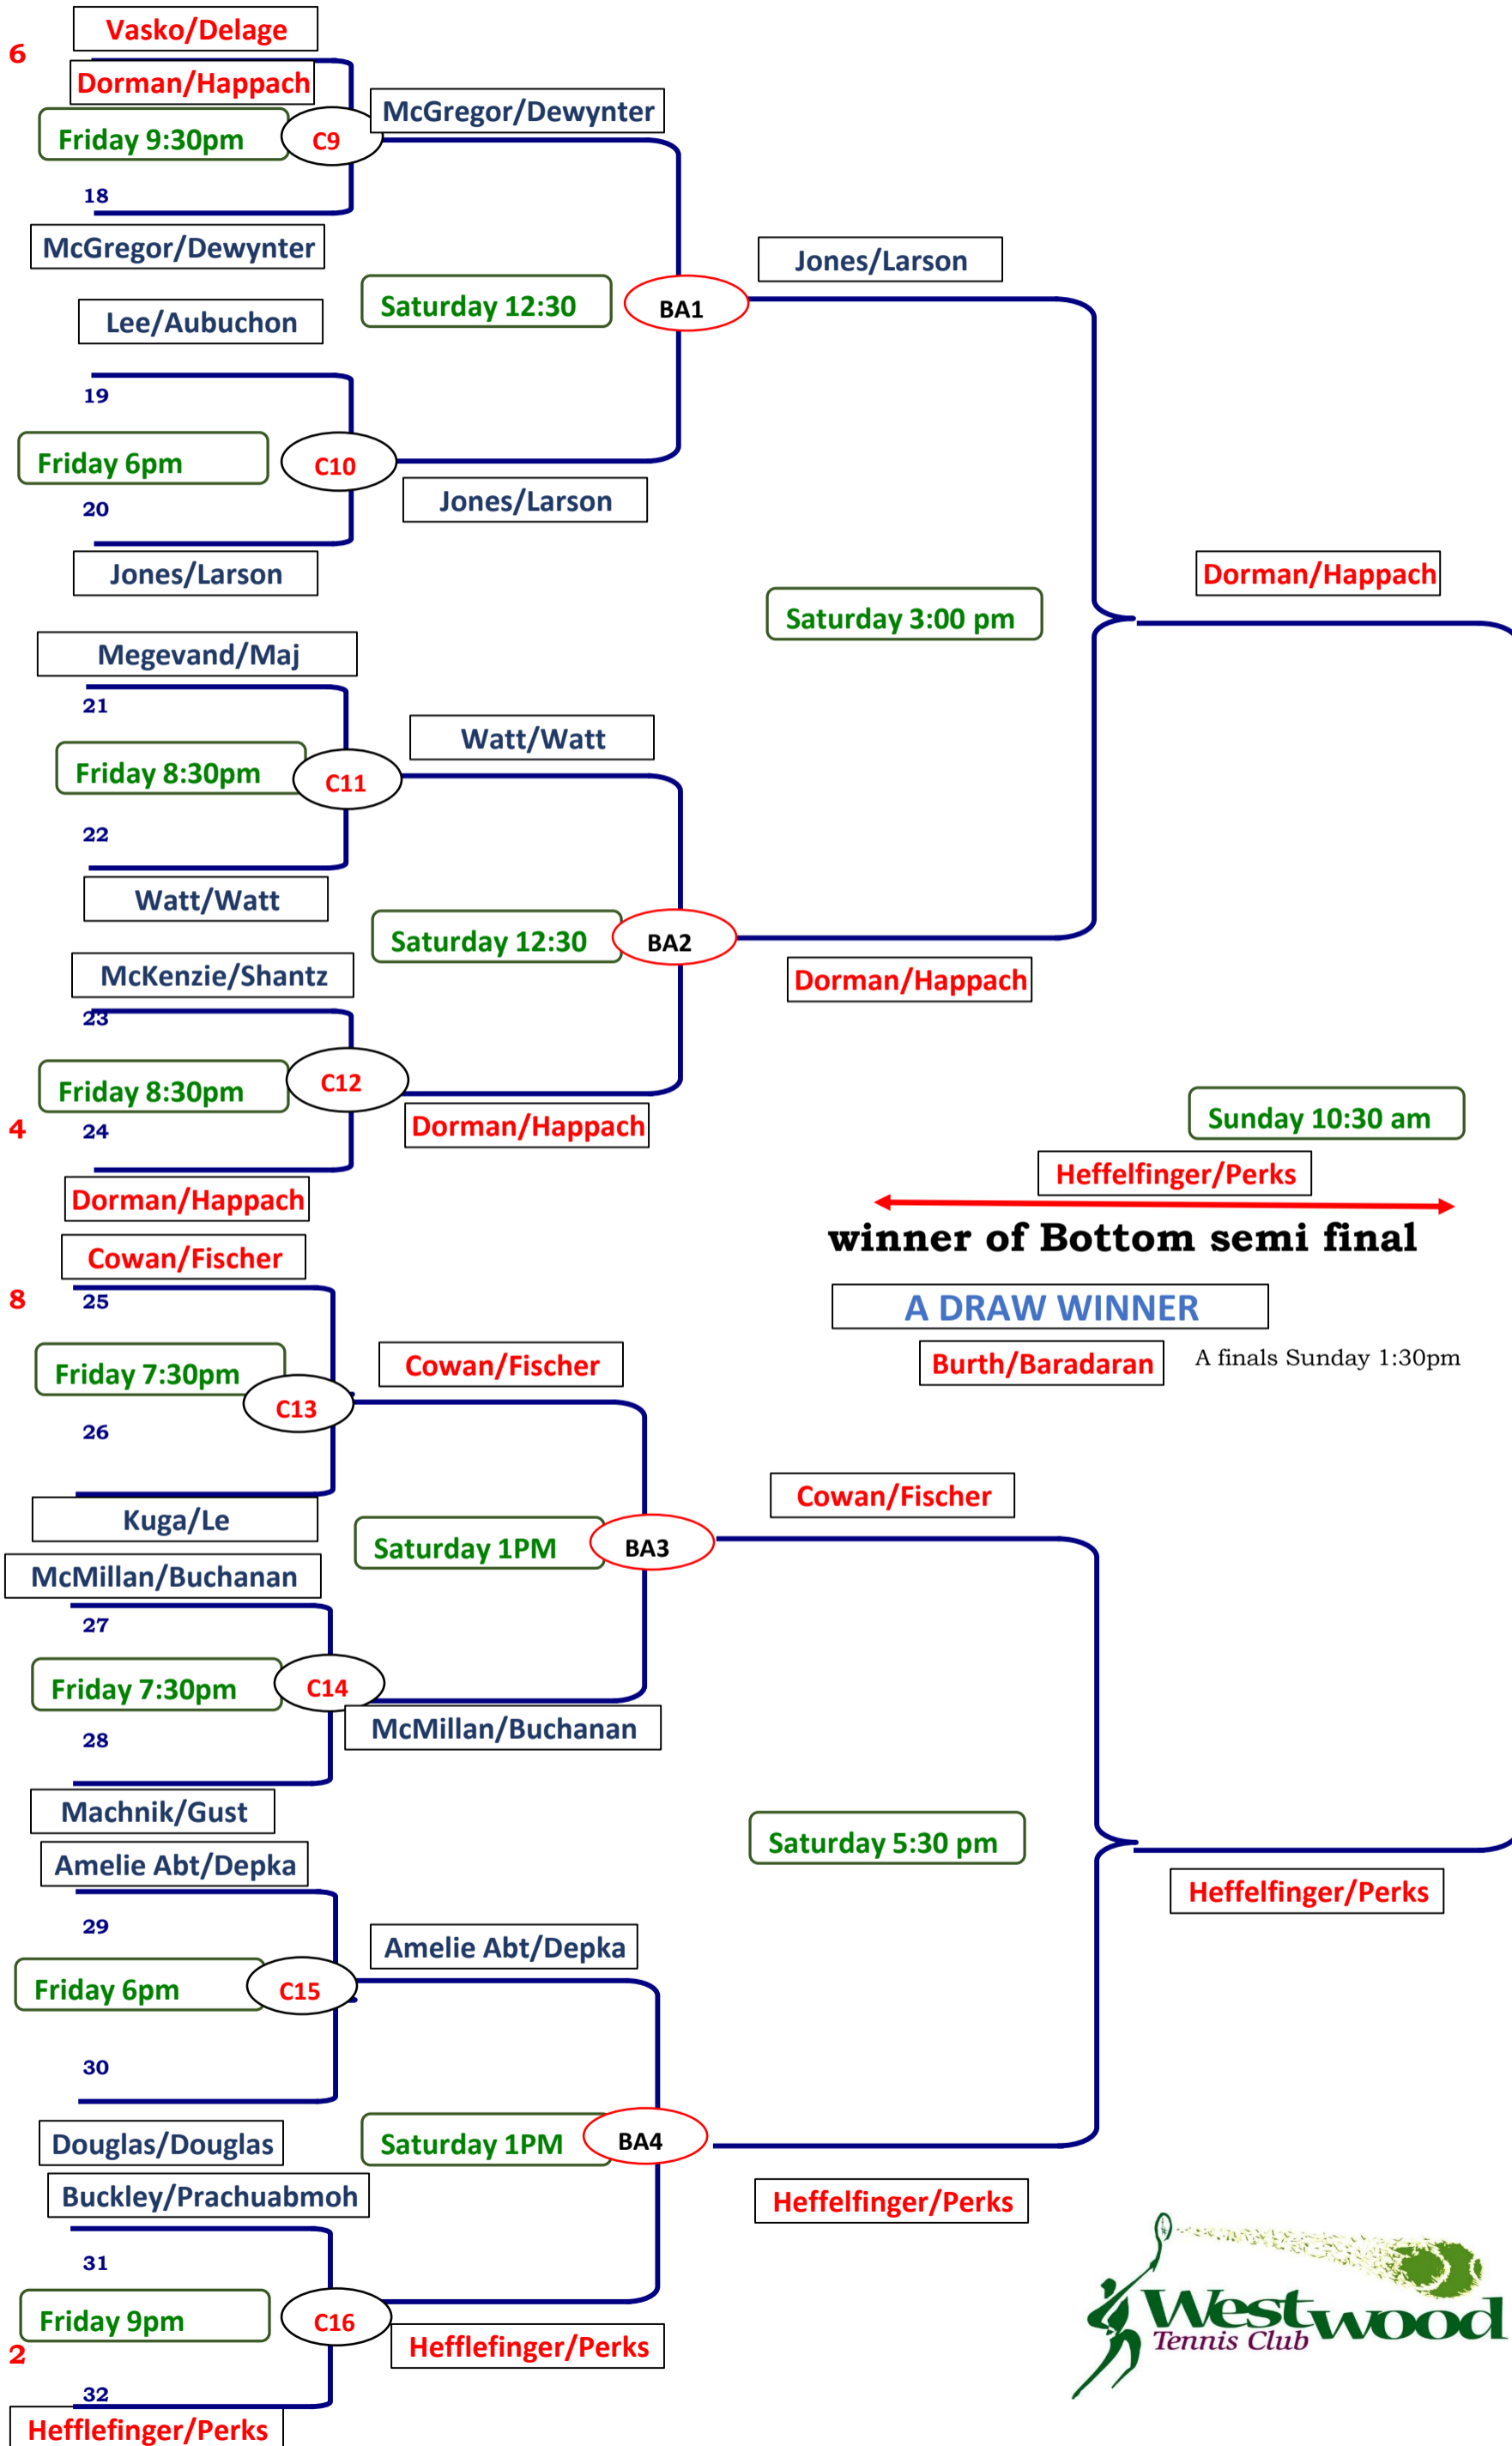 Vasko/Delage
6
Dorman/Happach
McGregor/Dewynter
Friday 9:30pm
C9
18
McGregor/Dewynter
Jones/Larson
Saturday 12:30
BA1
Lee/Aubuchon
19
Friday 6pm
C10
Jones/Larson
20
Jones/Larson
Dorman/Happach
Saturday 3:00 pm
Megevand/Maj
21
Watt/Watt
Friday 8:30pm
C11
22
Watt/Watt
Saturday 12:30
BA2
McKenzie/Shantz
Dorman/Happach
23
Friday 8:30pm
C12
Dorman/Happach
4
24
Sunday 10:30 am
Dorman/Happach
Heffelfinger/Perks
winner of Bottom semi final
Cowan/Fischer
8
25
A DRAW WINNER
Friday 7:30pm
Cowan/Fischer
Burth/Baradaran
A finals Sunday 1:30pm
C13
26
Cowan/Fischer
Kuga/Le
Saturday 1PM
BA3
McMillan/Buchanan
27
Friday 7:30pm
C14
McMillan/Buchanan
28
Machnik/Gust
Saturday 5:30 pm
Amelie Abt/Depka
Heffelfinger/Perks
29
Amelie Abt/Depka
Friday 6pm
C15
30
Douglas/Douglas
Saturday 1PM
BA4
Buckley/Prachuabmoh
Heffelfinger/Perks
31
Friday 9pm
C16
Hefflefinger/Perks
2
32
Hefflefinger/Perks
Westwood
Tennis Club